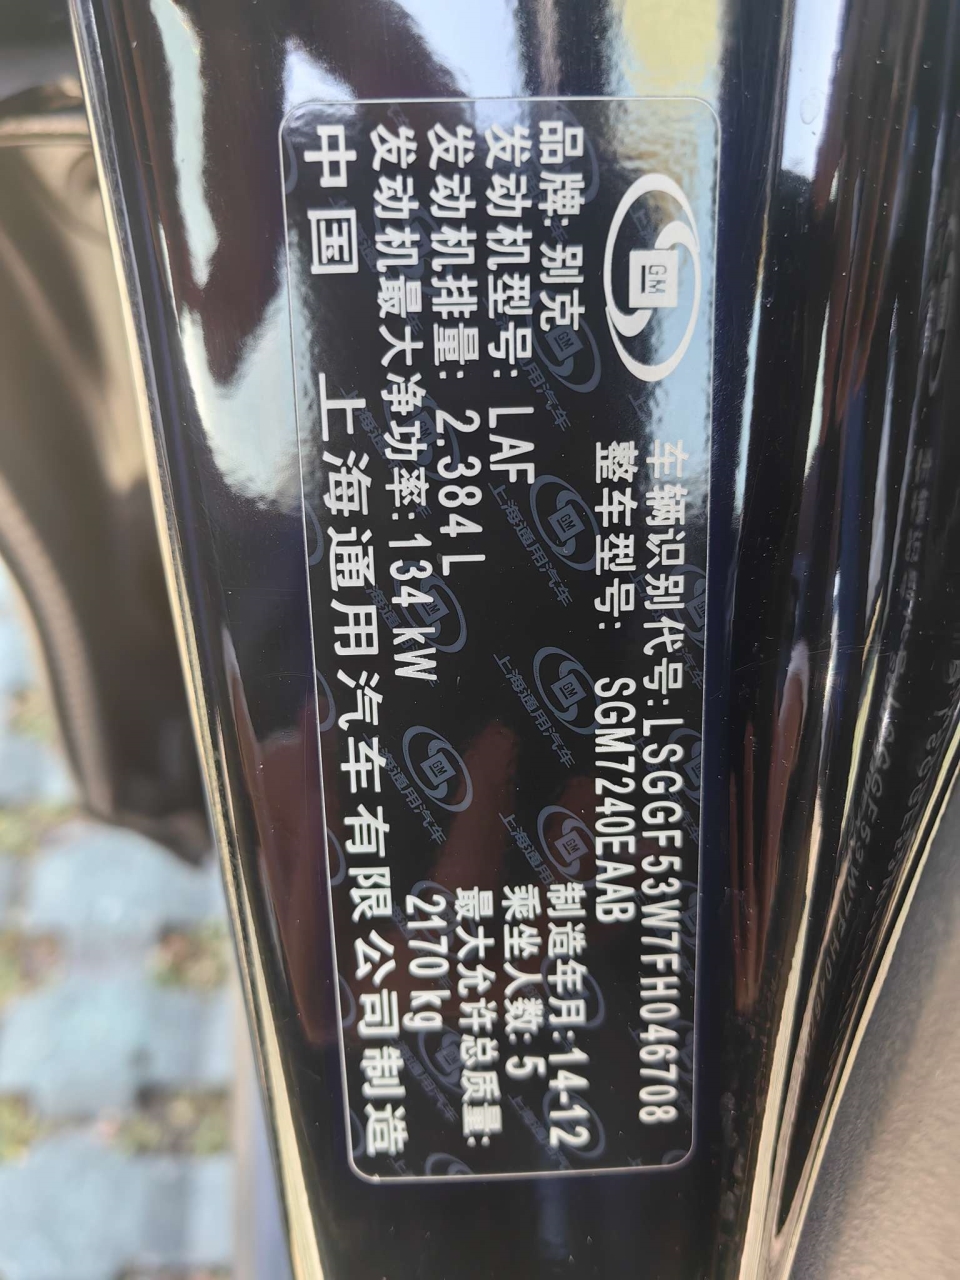 GM
车辆识别代号:LSGGF53W7FH046708
整车型号: SGM7240EAAB
品牌: 别克
制造年月:14-12
发动机型号: LAF
乘坐人数: 5
发动机排量: 2.384 L
最大允许总质量:
2170 kg
发动机最大净功率:134 kW
中国 上海通用汽车有限公司制造